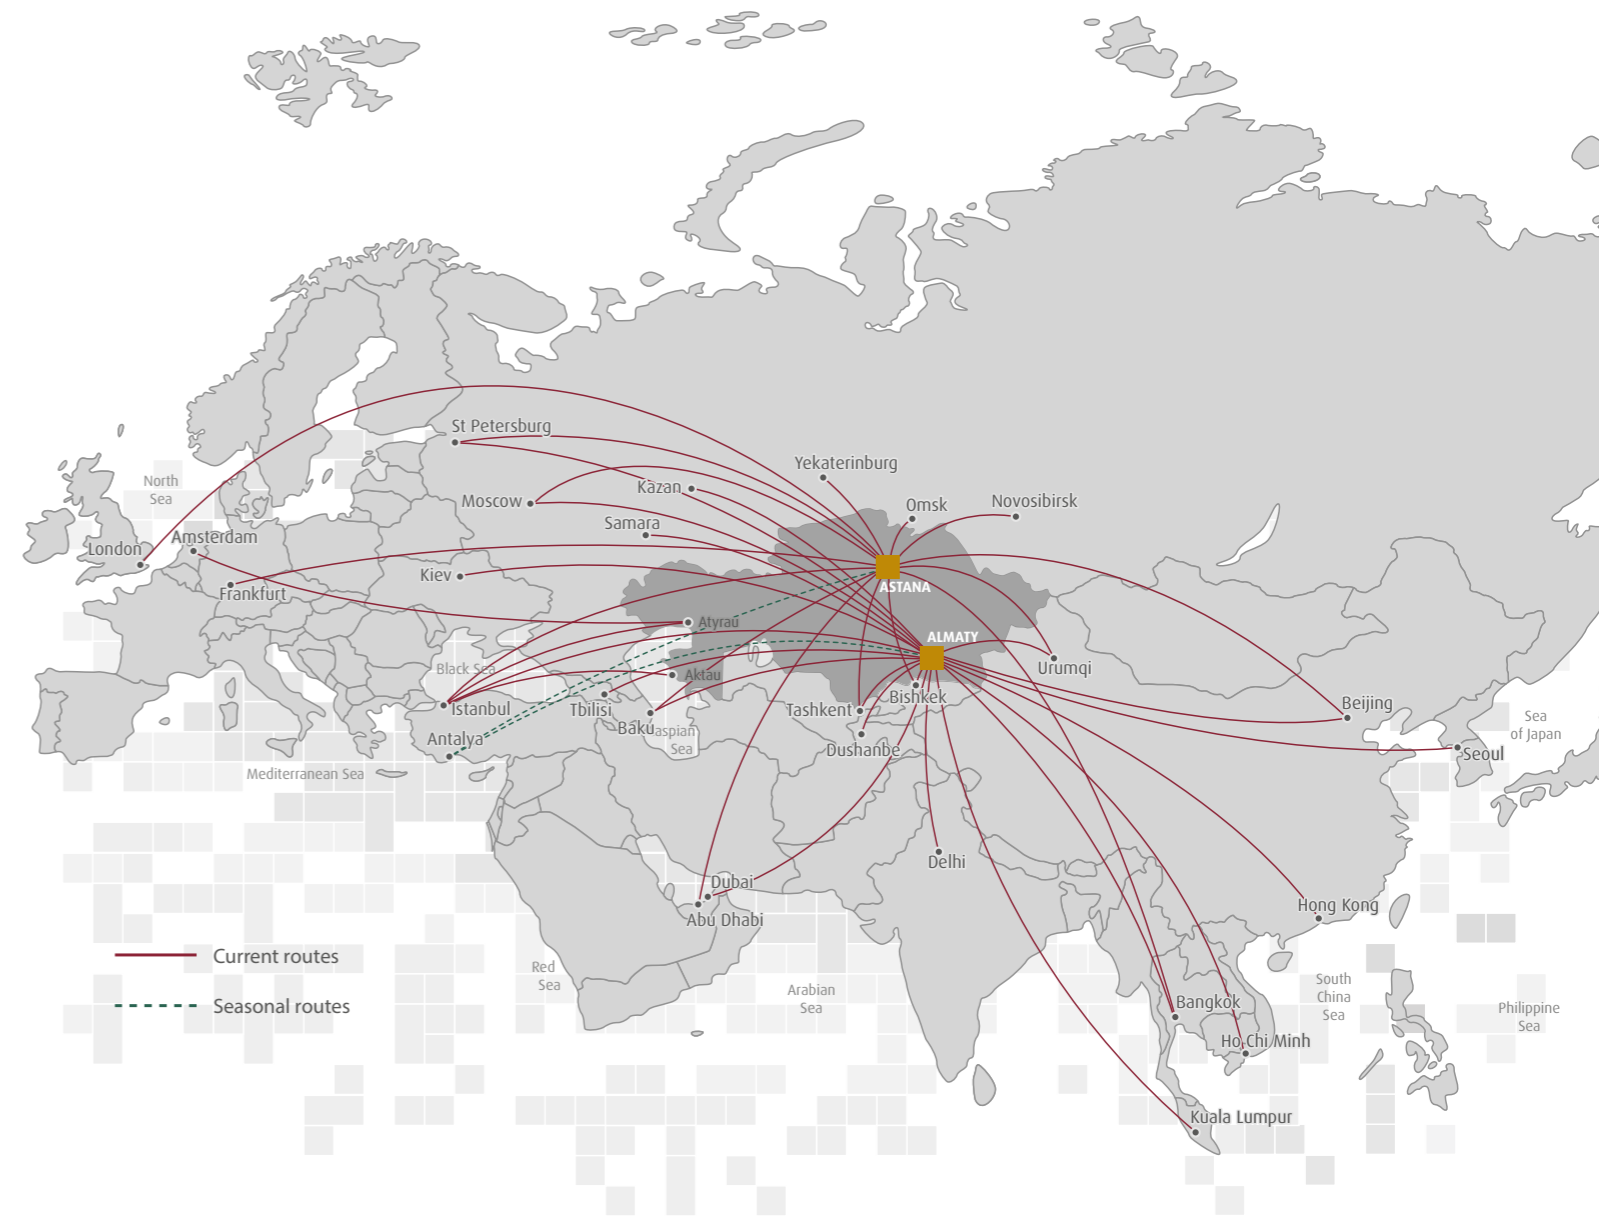 St Petersburg
Yekaterinburg
North
Sea
Moscow
Kazan
Omsk
Novosibirsk
Samara
London
Amsterdam
Kiev
Frankfurt
ASTANA
Atyrau
ALMATY
Black Sea
Aktau
Urumqi
Istanbul
Tbilisi
Bishkek
Tashkent
Beijing
Baku
aspian
Sea
Antalya
Dushanbe
Sea
of Japan
Seoul
Mediterranean Sea
Delhi
Dubai
Abu Dhabi
Hong Kong
Current routes
Red
Sea
Arabian
Sea
South
China
Sea
Seasonal routes
Bangkok
Philippine
Sea
Ho Chi Minh
Kuala Lumpur